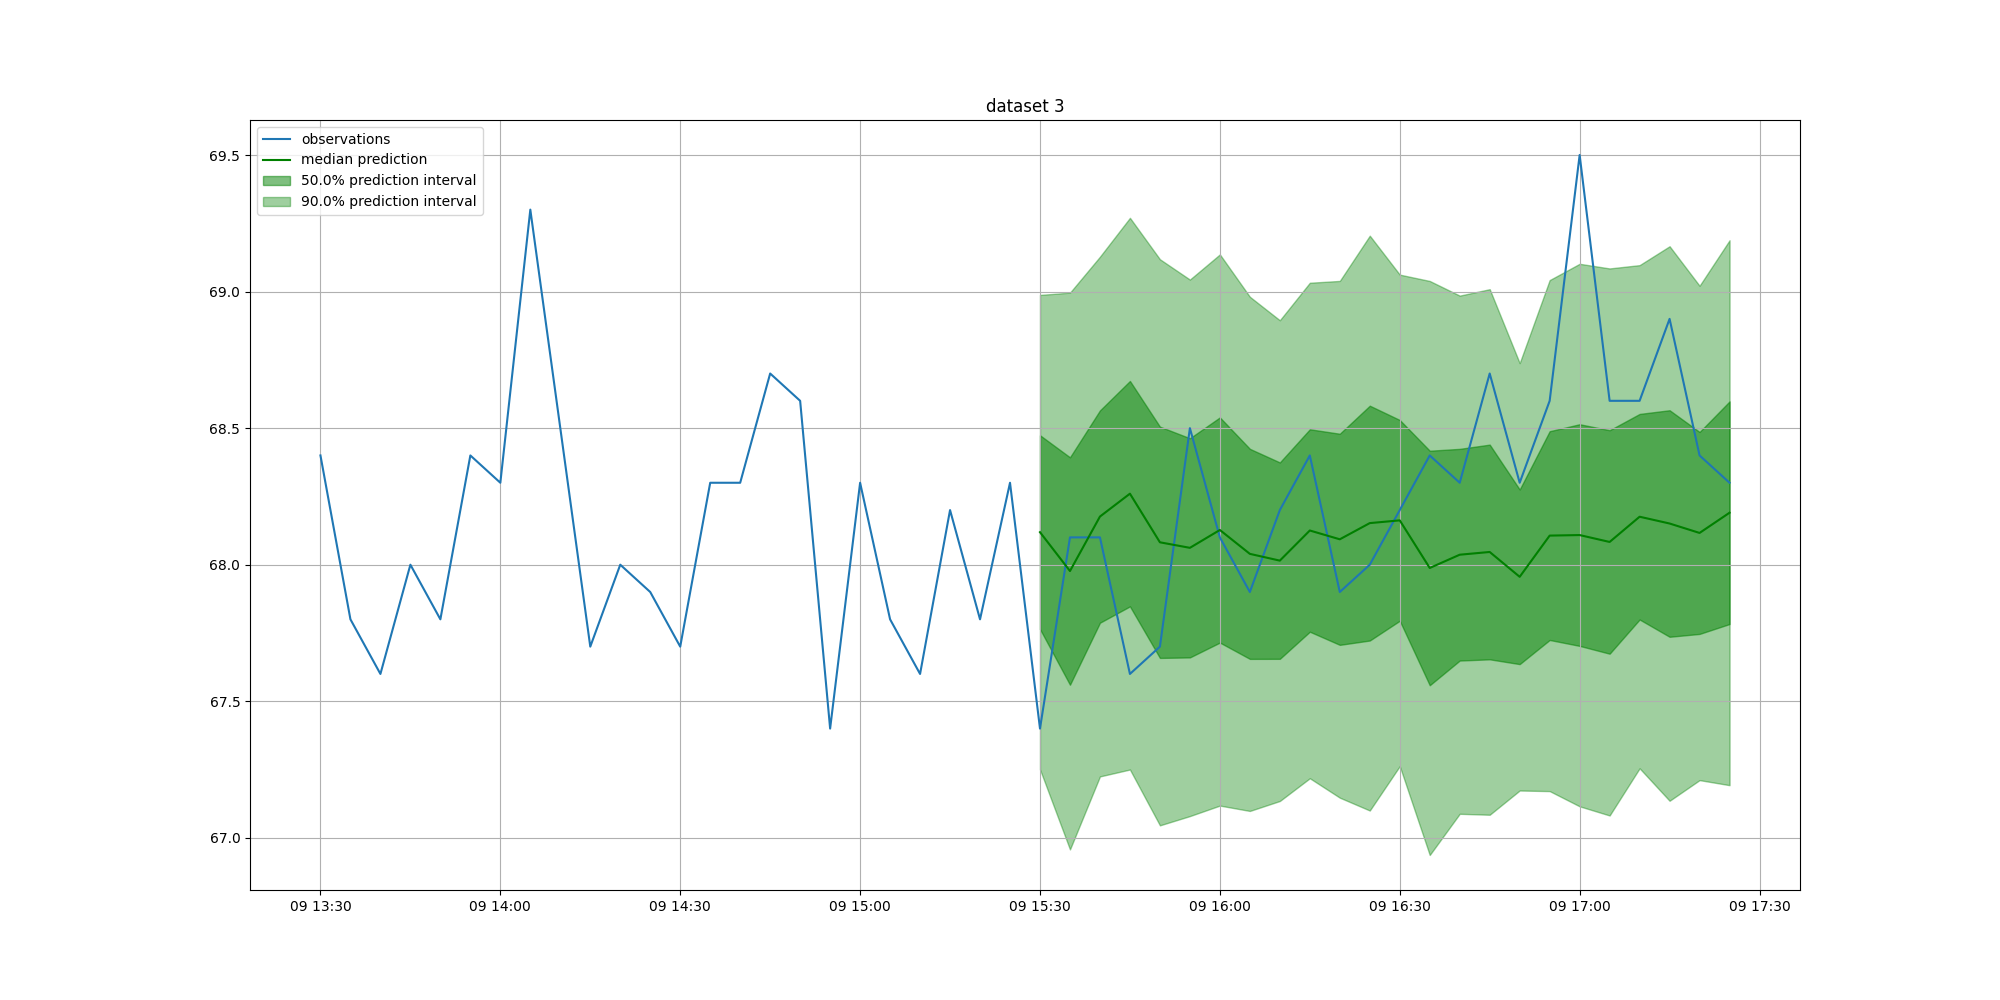 dataset 3
observations
median prediction
50.0% prediction interval
90.0% prediction interval
69.5
69.0
68.5
68.0
67.5
67.0
09 13:30 09 14:00 09 14:30 09 15:00 09 15:30 09 16:00 09 16:30 09 17:00 09 17:30